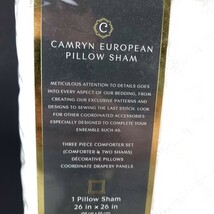 C
CAMRYN EUROPEAN
PILLOW SHAM
METICULOUS ATTENTION TO DETAILS GOES
INTO EVERY ASPECT OF OUR BEDDING, FROM
CREATING OUR EXCLUSIVE PATTERNS AND
DESIGNS TO SEWING THE LAST STITCH. LOOK
FOR OTHER COORDINATED ACCESSORIES
ESPECIALLY DESIGNED TO COMPLETE YOUR
ENSEMBLE SUCH AS:
THREE PIECE COMFORTER SET
(COMFORTER & TWO SHAMS)
DECORATIVE PILLOWS
COORDINATE DRAPERY PANELS
1 Pillow Sham
26 in x 26 in